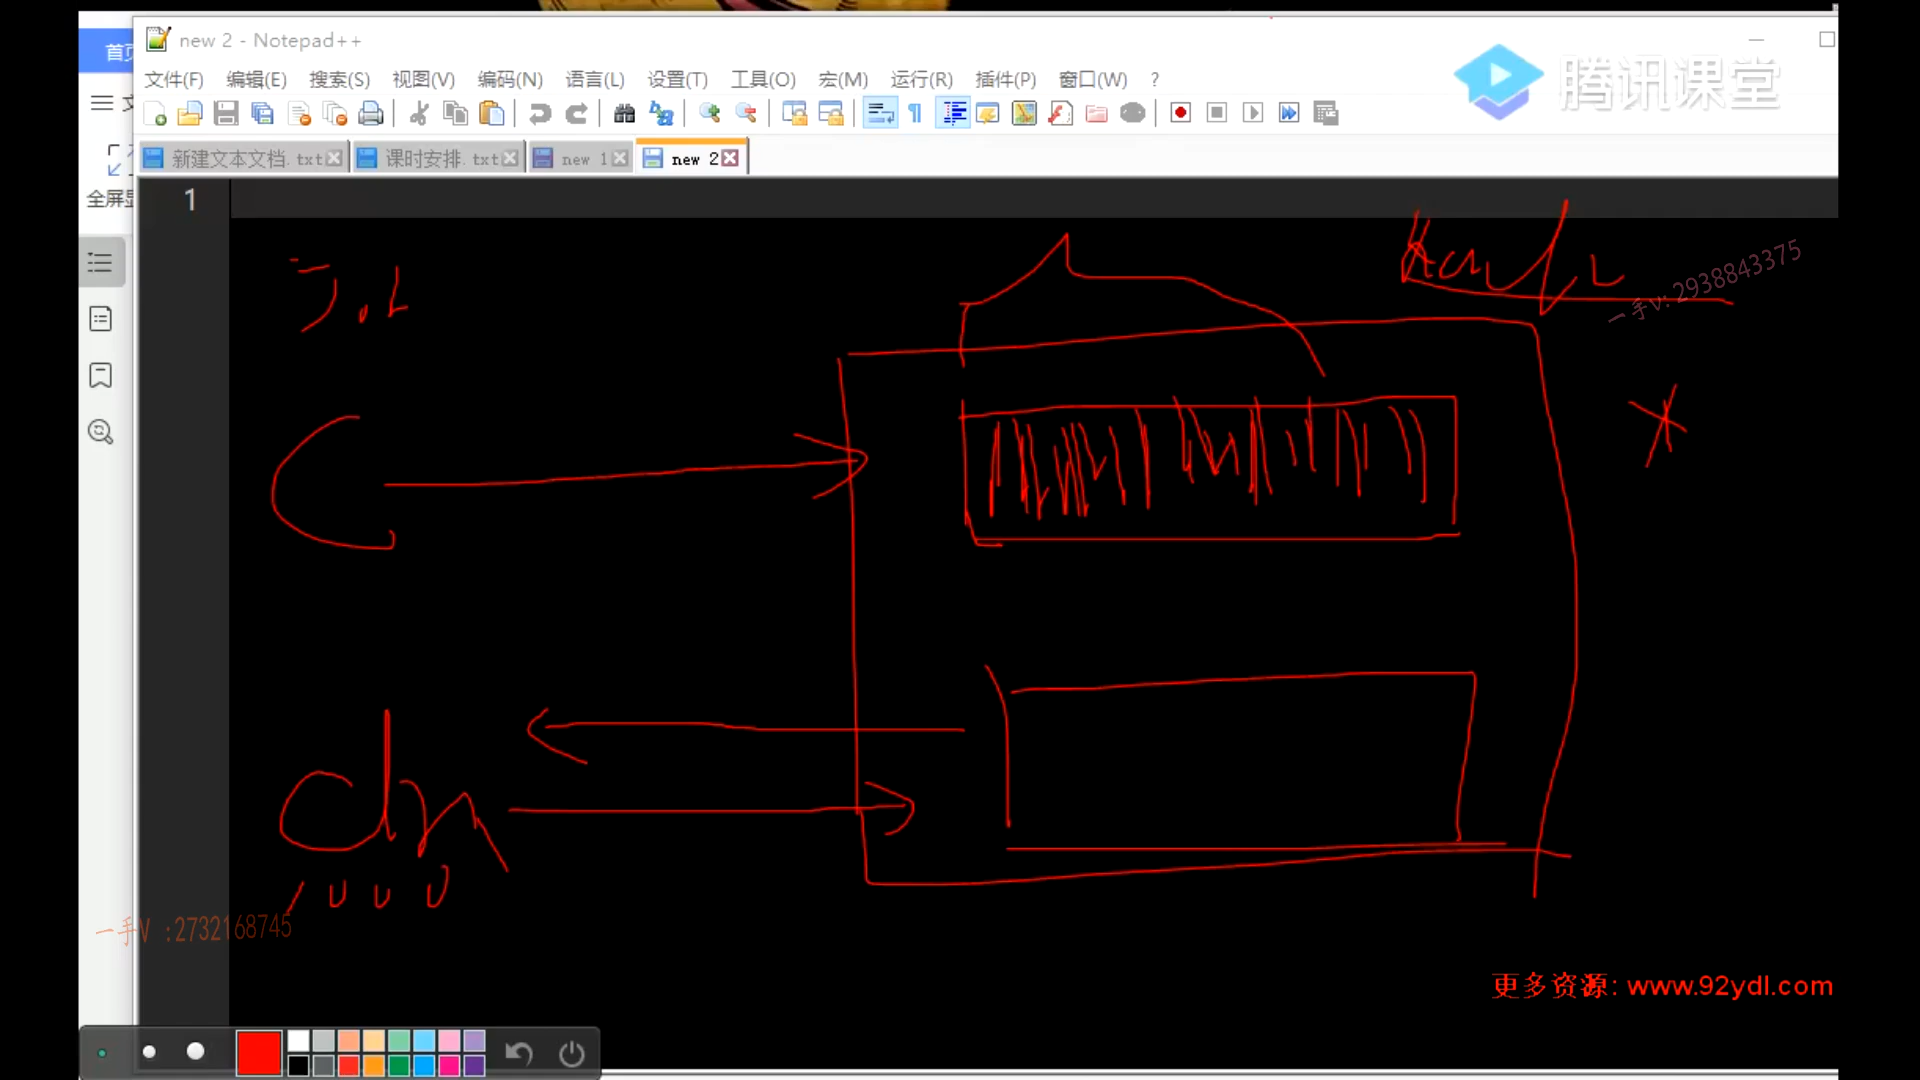 首页
new 2 - Notepad++
腾讯课堂
文件(F) 编辑(E) 搜索(S) 视图(V) 编码(N) 语言(L) 设置(T) 工具(O) 宏(M) 运行(R) 插件(P) 窗口(W) ?
新建文本文档.txt 课时安排.txt new 1 new 2
1
一手v: 2938843375
一手V :2732168745
更多资源: www.92ydl.com